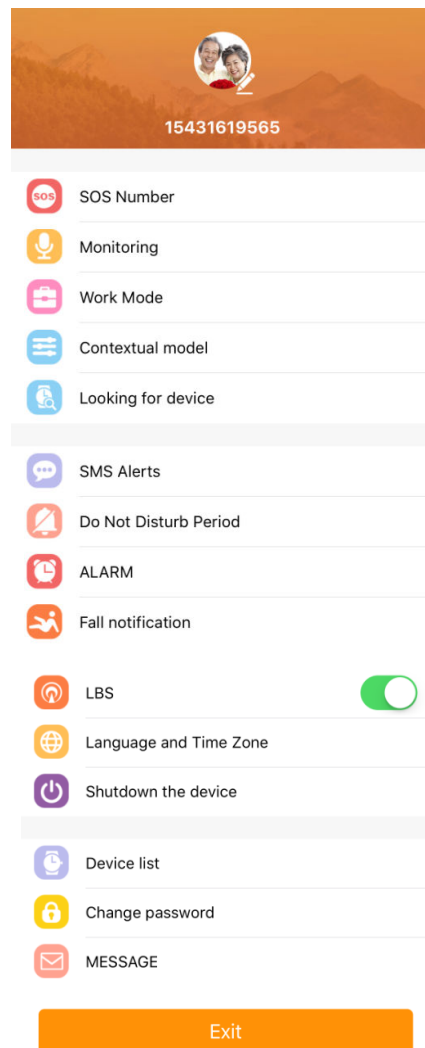 15431619565
SOS SOS Number
Monitoring
Work Mode
Contextual model
Looking for device
SMS Alerts
Do Not Disturb Period
ALARM
Fall notification
LBS
Language and Time Zone
Shutdown the device
Device list
Change password
MESSAGE
Exit